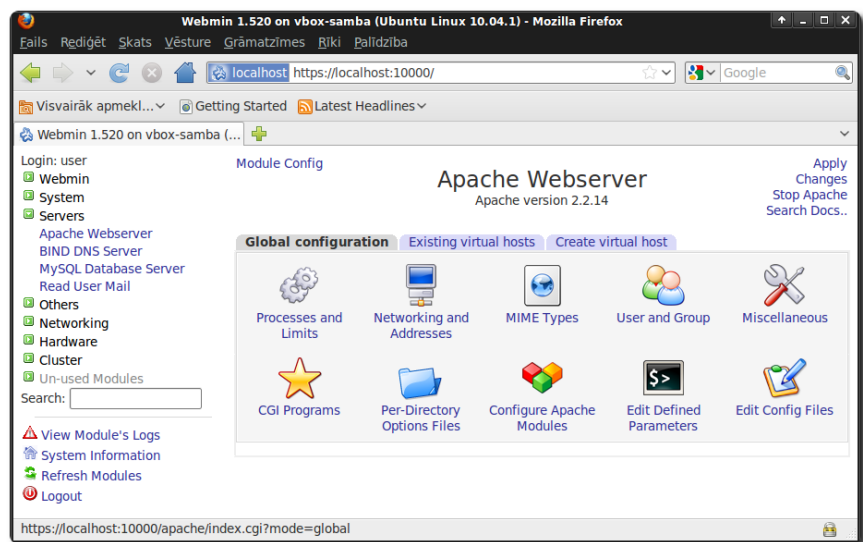 Webmin 1.520 on vbox-samba (Ubuntu Linux 10.04.1) - Mozilla Firefox
Fails Rediģēt Skats Vēsture Grāmatzīmes Rīki Palīdzība
localhost https://localhost:10000/ Google
Visvairāk apmekl... Getting Started Latest Headlines
Webmin 1.520 on vbox-samba (...
Login: user
Webmin
System
Servers
Apache Webserver
BIND DNS Server
MySQL Database Server
Read User Mail
Others
Networking
Hardware
Cluster
Un-used Modules
Search:
View Module's Logs
System Information
Refresh Modules
Logout
Module Config
Apache Webserver
Apache version 2.2.14
Apply
Changes
Stop Apache
Search Docs..
Global configuration Existing virtual hosts Create virtual host
Processes and
Limits
Networking and
Addresses
MIME Types
User and Group
Miscellaneous
CGI Programs
Per-Directory
Options Files
Configure Apache
Modules
$>
Edit Defined
Parameters
Edit Config Files
https://localhost:10000/apache/index.cgi?mode=global